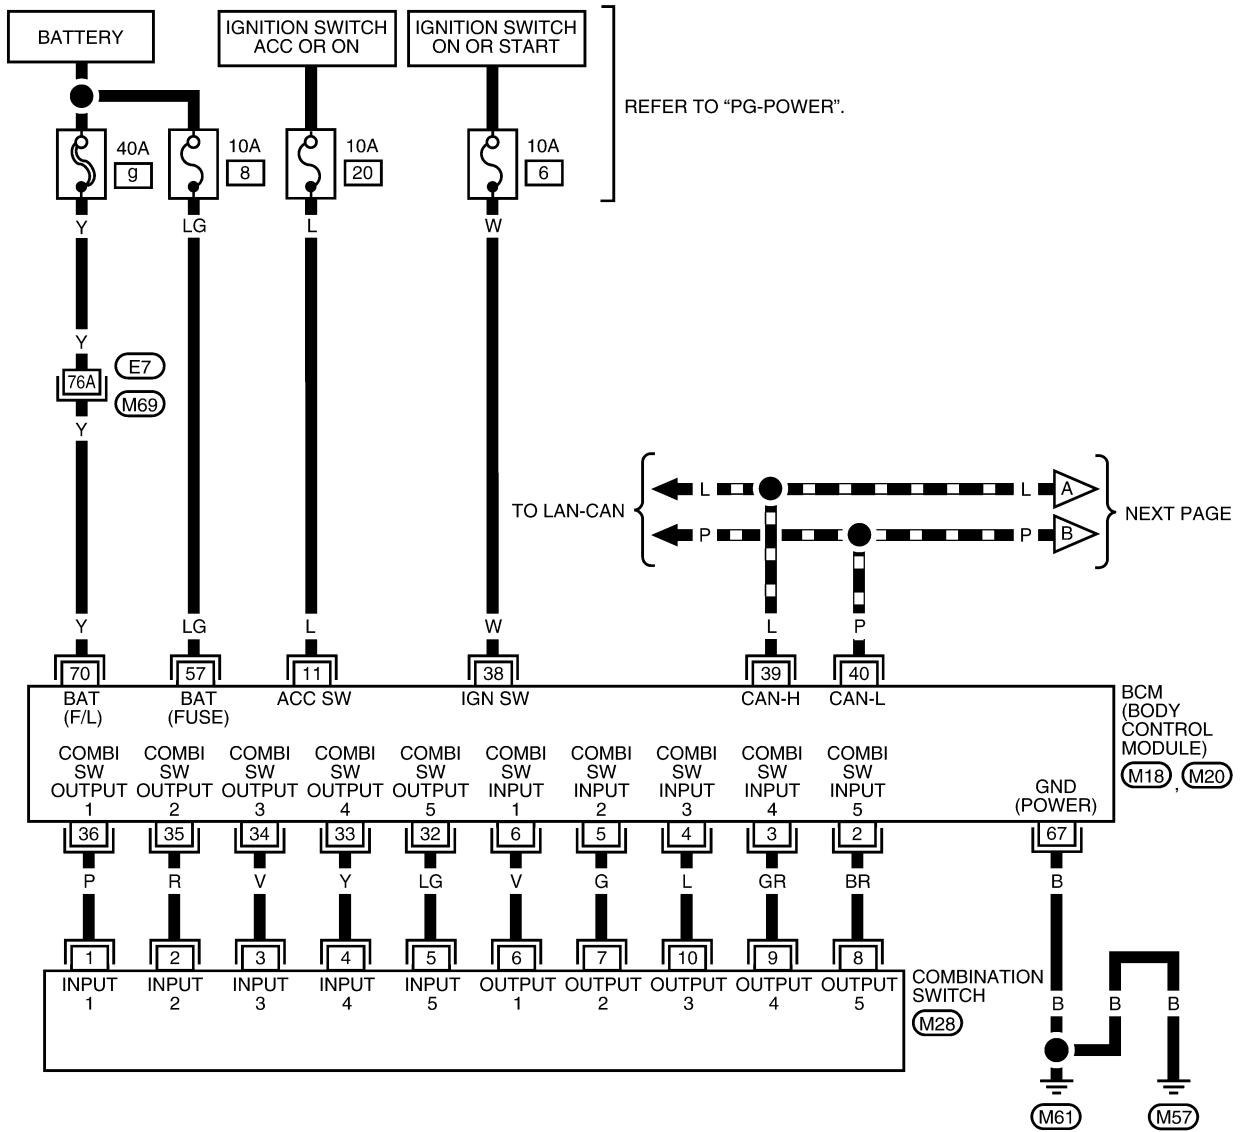 BATTERY
IGNITION SWITCH
ACC OR ON
IGNITION SWITCH
ON OR START
REFER TO “PG-POWER”.
40A
g
10A
8
10A
20
10A
6
Y
LG
L
W
Y
76A
E7
M69
Y
TO LAN-CAN
L
L
A
P
P
B
NEXT PAGE
Y
LG
L
W
L
P
70
57
11
38
39
40
BAT
(F/L)
BAT
(FUSE)
ACC SW
IGN SW
CAN-H
CAN-L
BCM
(BODY
CONTROL
MODULE)
M18 , M20
COMBI
SW
OUTPUT
1
COMBI
SW
OUTPUT
2
COMBI
SW
OUTPUT
3
COMBI
SW
OUTPUT
4
COMBI
SW
OUTPUT
5
COMBI
SW
INPUT
1
COMBI
SW
INPUT
2
COMBI
SW
INPUT
3
COMBI
SW
INPUT
4
COMBI
SW
INPUT
5
GND
(POWER)
36
35
34
33
32
6
5
4
3
2
67
P
R
V
Y
LG
V
G
L
GR
BR
B
1
2
3
4
5
6
7
10
9
8
INPUT
1
INPUT
2
INPUT
3
INPUT
4
INPUT
5
OUTPUT
1
OUTPUT
2
OUTPUT
3
OUTPUT
4
OUTPUT
5
COMBINATION
SWITCH
M28
B
B
B
M61
M57